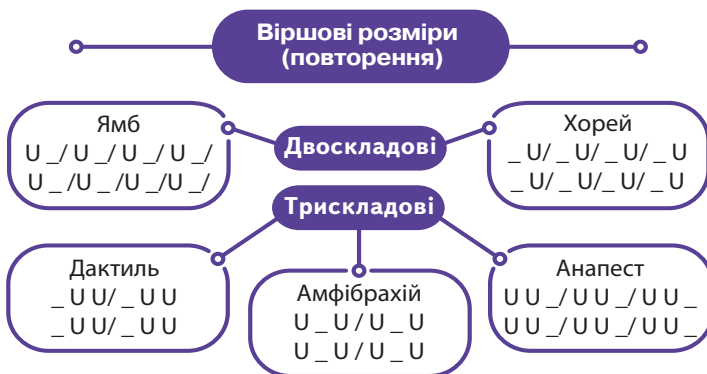 Віршові розміри
(повторення)
Двоскладові
Ямб
U _/ U _/ U _/ U _/
U _ /U _ /U _/U _/
Хорей
_ U/ _ U/ _ U/ _ U
_ U/ _ U/_ U/ _ U
Трискладові
Дактиль
_ U U/ _ U U
_ U U/ _ U U
Амфібрахій
U _ U / U _ U
U _ U / U _ U
Анапест
U U _/ U U _/ U U _
U U _/ U U _/ U U _